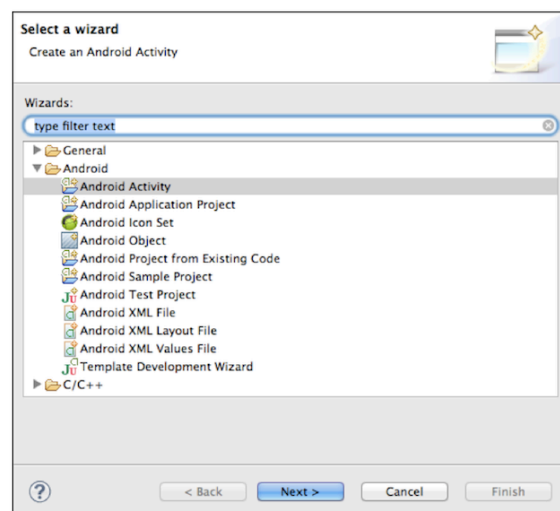 Select a wizard
Create an Android Activity
Wizards:
type filter text
General
Android
Android Activity
Android Application Project
Android Icon Set
Android Object
Android Project from Existing Code
Android Sample Project
Android Test Project
Android XML File
Android XML Layout File
Android XML Values File
Template Development Wizard
C/C++
? < Back Next > Cancel Finish